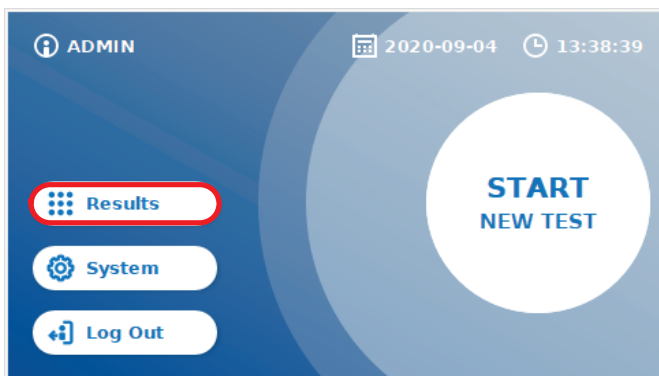 ADMIN 2020-09-04 13:38:39
START
NEW TEST
Results
System
Log Out